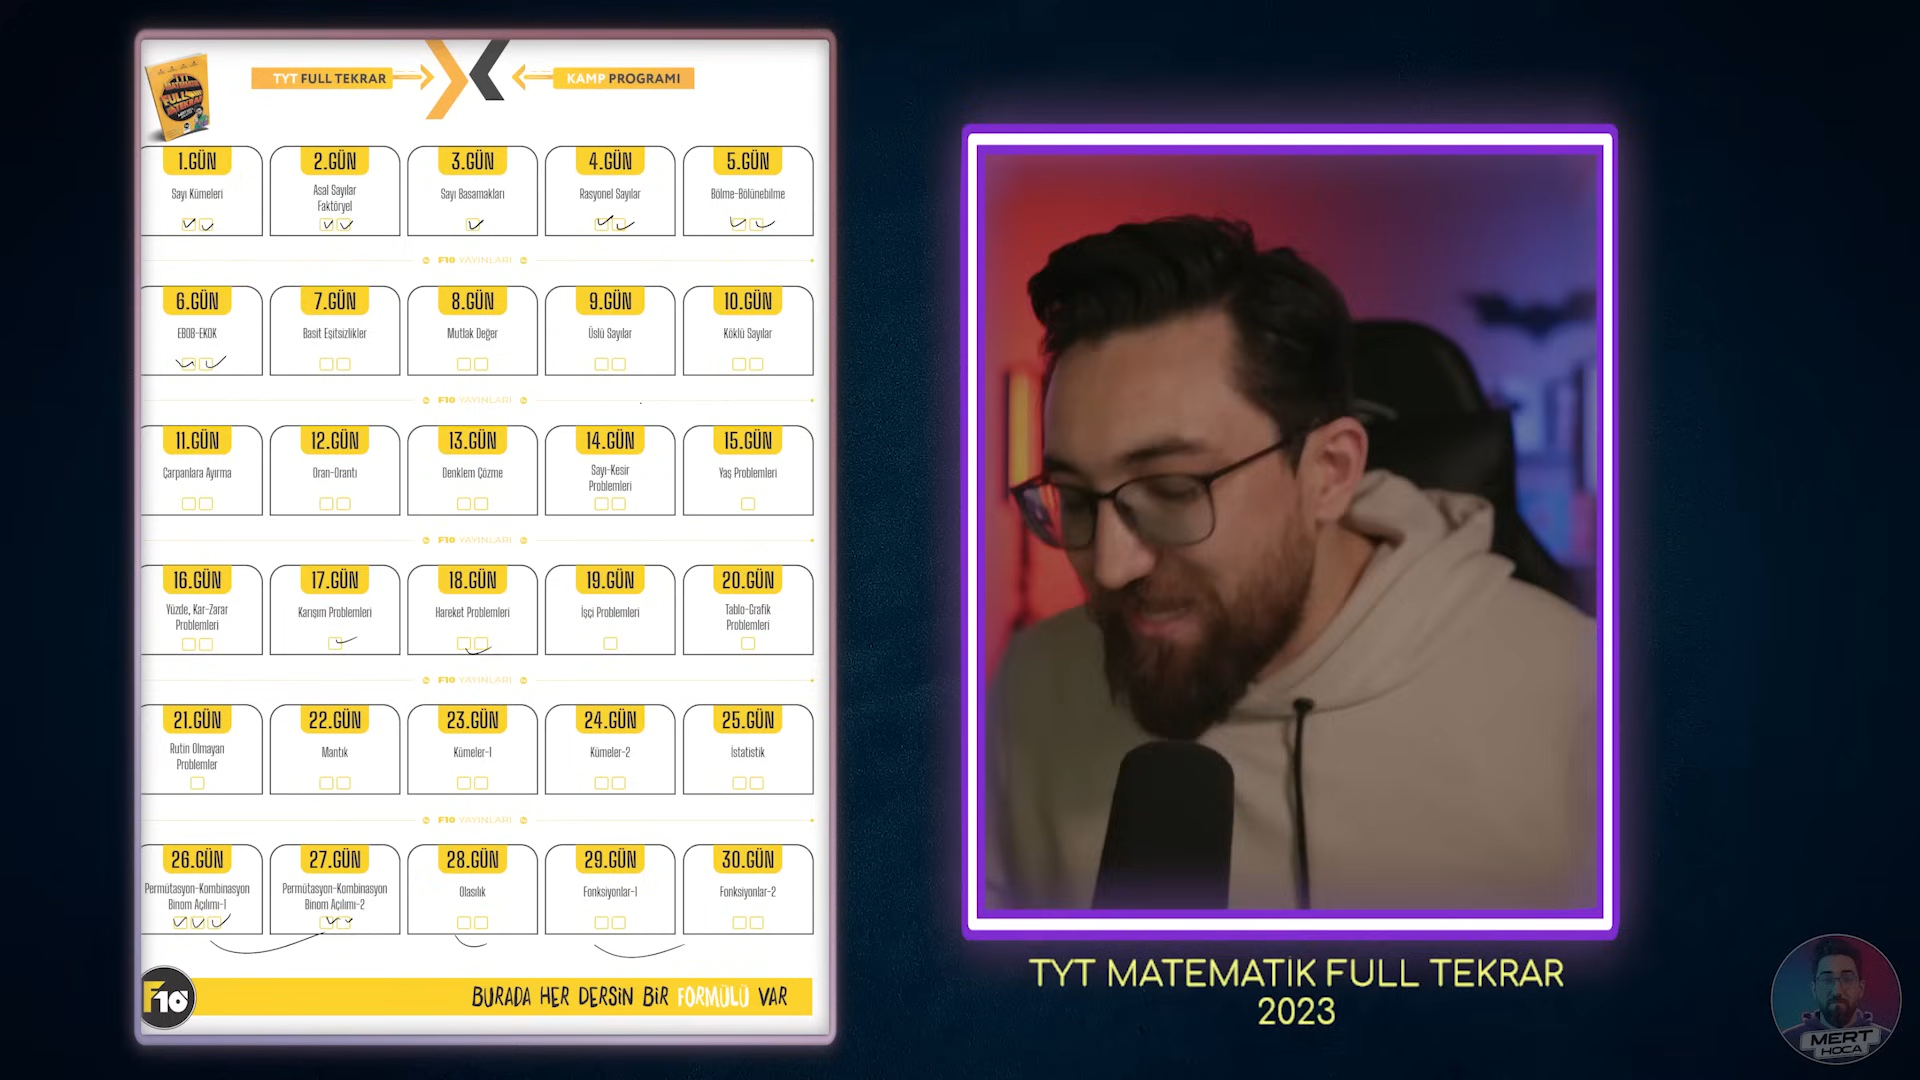 TYT FULL TEKRAR
KAMP PROGRAMI
1.GÜN
Sayı Kümeleri
2.GÜN
Asal Sayılar
Faktöryel
3.GÜN
Sayı Basamakları
4.GÜN
Rasyonel Sayılar
5.GÜN
Bölme-Bölünebilme
F10 YAYINLARI
6.GÜN
EBOB-EKOK
7.GÜN
Basit Eşitsizlikler
8.GÜN
Mutlak Değer
9.GÜN
Üslü Sayılar
10.GÜN
Köklü Sayılar
F10 YAYINLARI
11.GÜN
Çarpanlara Ayırma
12.GÜN
Oran-Orantı
13.GÜN
Denklem Çözme
14.GÜN
Sayı-Kesir
Problemleri
15.GÜN
Yaş Problemleri
F10 YAYINLARI
16.GÜN
Yüzde, Kar-Zarar
Problemleri
17.GÜN
Karışım Problemleri
18.GÜN
Hareket Problemleri
19.GÜN
İşçi Problemleri
20.GÜN
Tablo-Grafik
Problemleri
F10 YAYINLARI
21.GÜN
Rutin Olmayan
Problemler
22.GÜN
Mantık
23.GÜN
Kümeler-1
24.GÜN
Kümeler-2
25.GÜN
İstatistik
F10 YAYINLARI
26.GÜN
Permütasyon-Kombinasyon
Binom Açılımı-1
27.GÜN
Permütasyon-Kombinasyon
Binom Açılımı-2
28.GÜN
Olasılık
29.GÜN
Fonksiyonlar-1
30.GÜN
Fonksiyonlar-2
F10
BURADA HER DERSİN BİR FORMÜLÜ VAR
MATEMATİK
FULL
TEKRAR
TYT MATEMATİK FULL TEKRAR
2023
MERT
HOCA